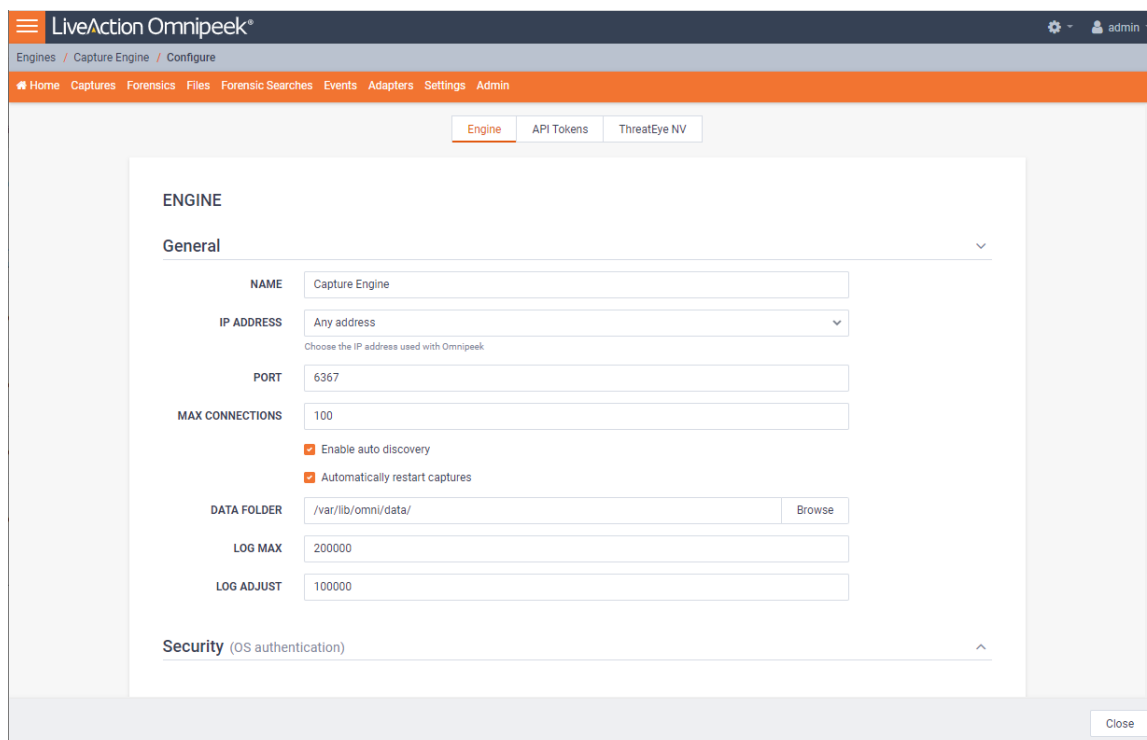 LiveAction Omnipeek®
admin
Engines / Capture Engine / Configure
Home Captures Forensics Files Forensic Searches Events Adapters Settings Admin
Engine API Tokens ThreatEye NV
ENGINE
General
NAME Capture Engine
IP ADDRESS Any address
Choose the IP address used with Omnipeek
PORT 6367
MAX CONNECTIONS 100
Enable auto discovery
Automatically restart captures
DATA FOLDER /var/lib/omni/data/ Browse
LOG MAX 200000
LOG ADJUST 100000
Security (OS authentication)
Close